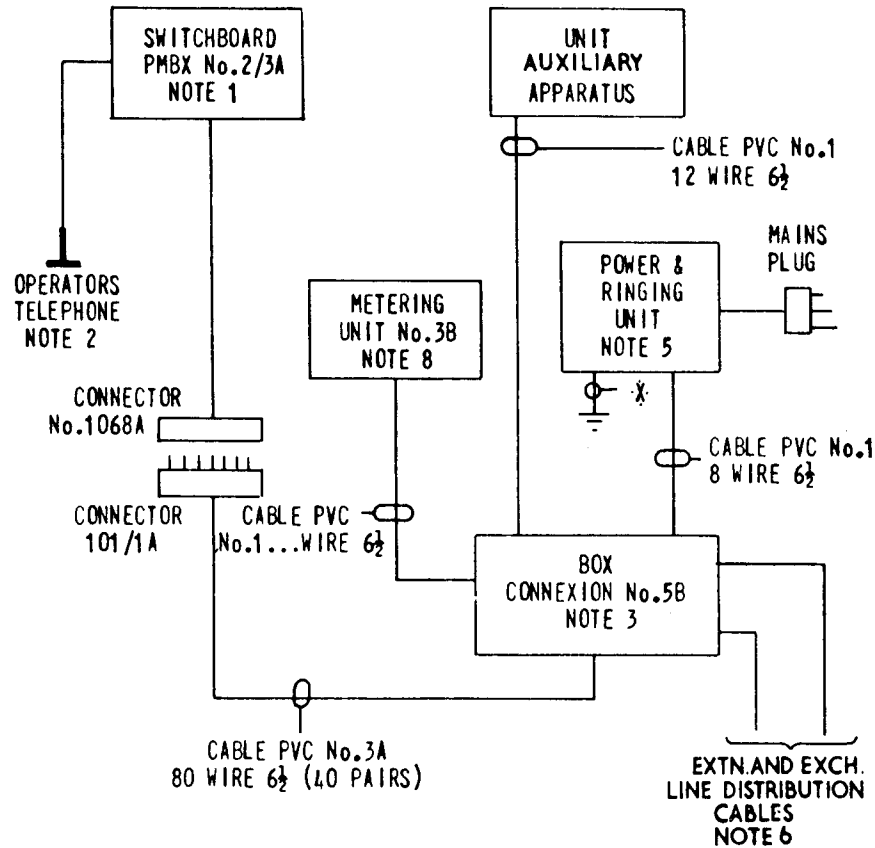 SWITCHBOARD
PMBX No.2/3A
NOTE 1
UNIT
AUXILIARY
APPARATUS
CABLE PVC No.1
12 WIRE 6½
OPERATORS
TELEPHONE
NOTE 2
METERING
UNIT No.3B
NOTE 8
POWER &
RINGING
UNIT
NOTE 5
MAINS
PLUG
X
CONNECTOR
No.1068A
CONNECTOR
101/1A
CABLE PVC
No.1...WIRE 6½
CABLE PVC No.1
8 WIRE 6½
BOX
CONNEXION No.5B
NOTE 3
CABLE PVC No.3A
80 WIRE 6½ (40 PAIRS)
EXTN.AND EXCH.
LINE DISTRIBUTION
CABLES
NOTE 6